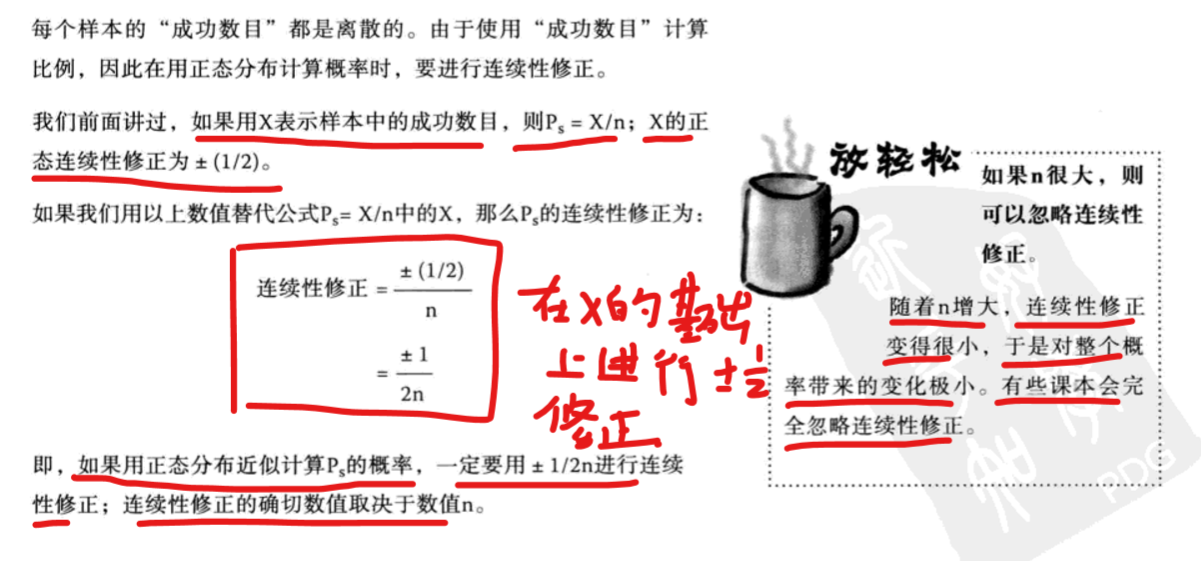 每个样本的“成功数目”都是离散的。由于使用“成功数目”计算
比例，因此在用正态分布计算概率时，要进行连续性修正。
我们前面讲过，如果用X表示样本中的成功数目，则Ps = X/n；X的正
态连续性修正为 ± (1/2)。
如果我们用以上数值替代公式Ps= X/n中的X，那么Ps的连续性修正为：
连续性修正 = ± (1/2) / n
= ± 1 / 2n
在X的基础
上进行 ±1/2
修正
即，如果用正态分布近似计算Ps的概率，一定要用 ± 1/2n进行连续
性修正；连续性修正的确切数值取决于数值n。
放轻松
如果n很大，则
可以忽略连续性
修正。
随着n增大，连续性修正
变得很小，于是对整个概
率带来的变化极小。有些课本会完
全忽略连续性修正。
PDG